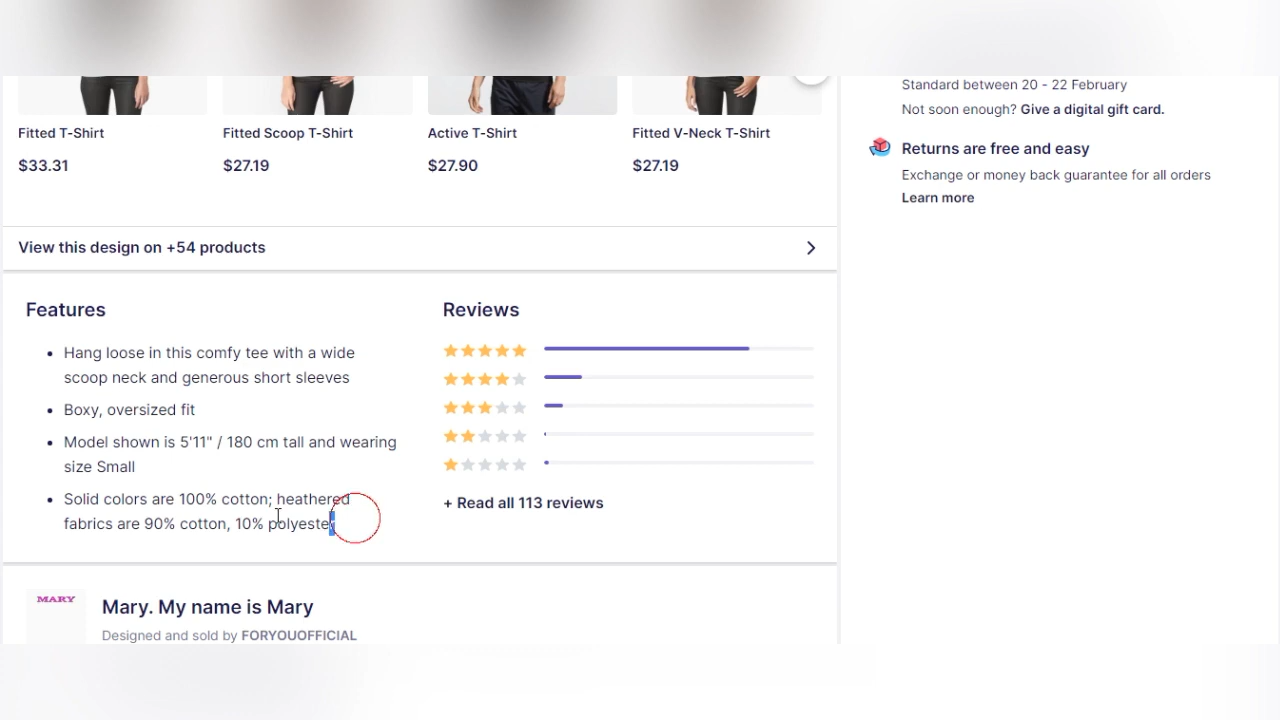 Fitted T-Shirt
Fitted Scoop T-Shirt
Active T-Shirt
Fitted V-Neck T-Shirt
$33.31
$27.19
$27.90
$27.19
View this design on +54 products
Features
Hang loose in this comfy tee with a wide
scoop neck and generous short sleeves
Boxy, oversized fit
Model shown is 5'11" / 180 cm tall and wearing
size Small
Solid colors are 100% cotton; heathered
fabrics are 90% cotton, 10% polyester
Reviews
+ Read all 113 reviews
MARY
Mary. My name is Mary
Designed and sold by FORYOUOFFICIAL
Standard between 20 - 22 February
Not soon enough? Give a digital gift card.
Returns are free and easy
Exchange or money back guarantee for all orders
Learn more